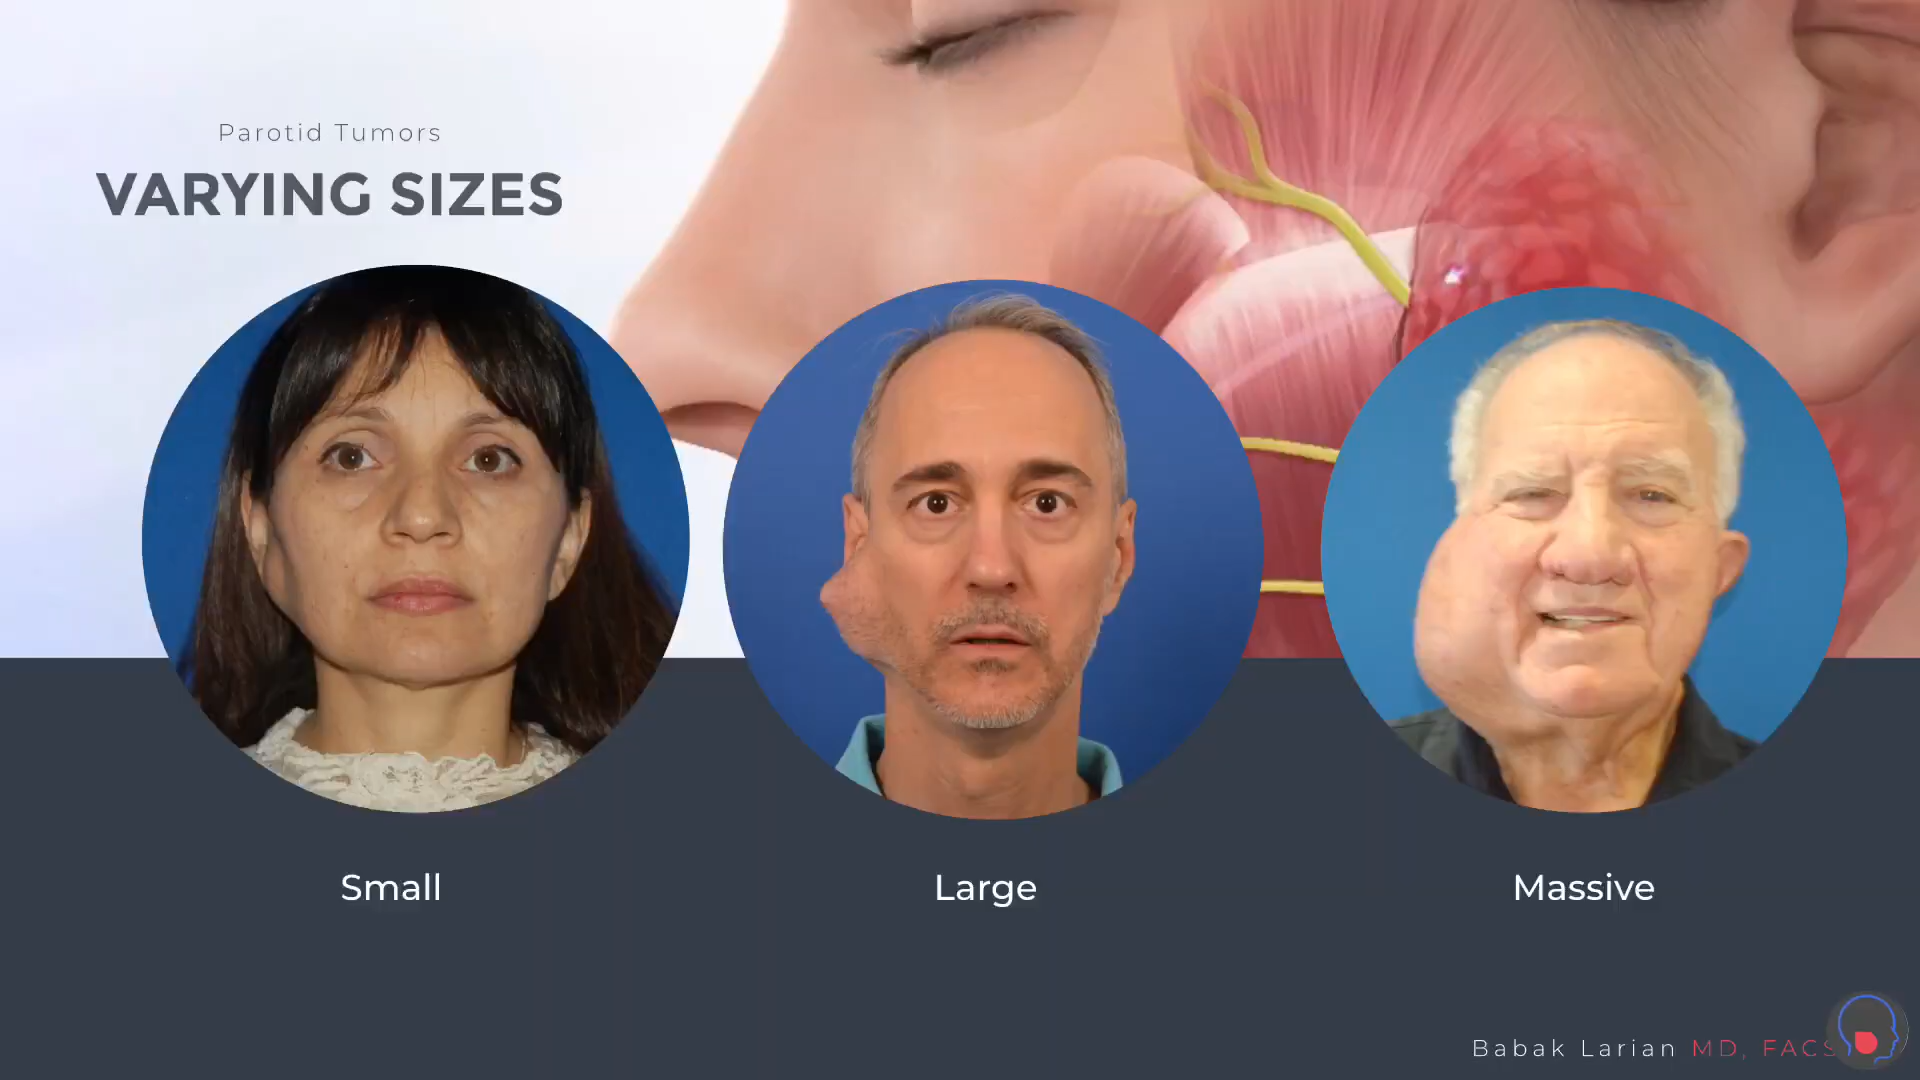 Parotid Tumors
VARYING SIZES
Small
Large
Massive
Babak Larian MD, FACS